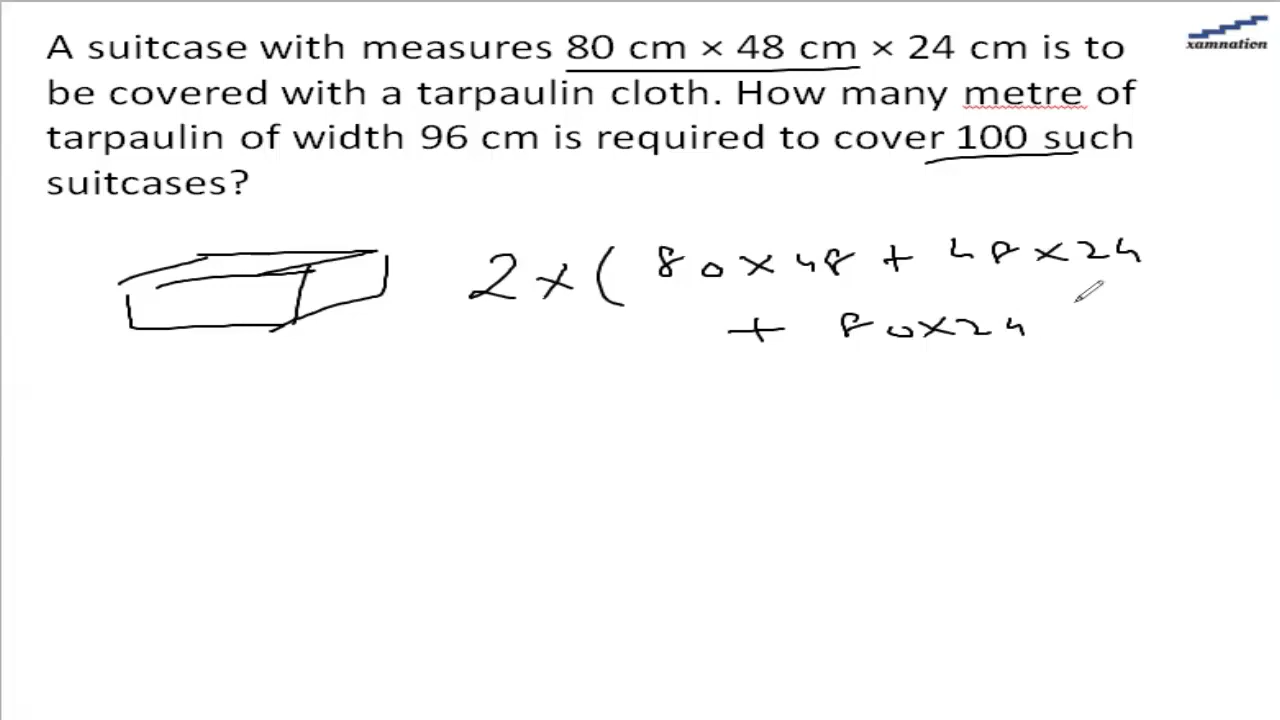 xamnation
A suitcase with measures 80 cm × 48 cm × 24 cm is to
be covered with a tarpaulin cloth. How many metre of
tarpaulin of width 96 cm is required to cover 100 such
suitcases?
2 × ( 80 × 48 + 48 × 24
+ 80 × 24